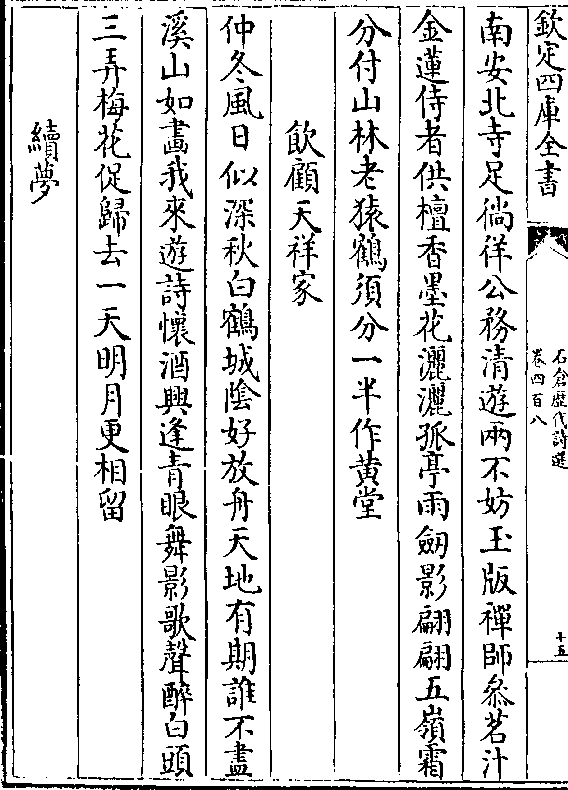 欽定四庫全書
石倉歷代詩選
卷四百八
十五
南安北寺足徜徉公務清遊兩不妨玉版禪師叅茗汁
金蓮侍者供檀香墨花灑灑孤亭雨劒影翩翩五嶺霜
分付山林老猿鶴須分一半作黃堂
飲顧天祥家
仲冬風日似深秋白鶴城陰好放舟天地有期誰不盡
溪山如畵我來遊詩懷酒興逢青眼舞影歌聲醉白頭
三弄梅花促歸去一天明月更相留
續夢